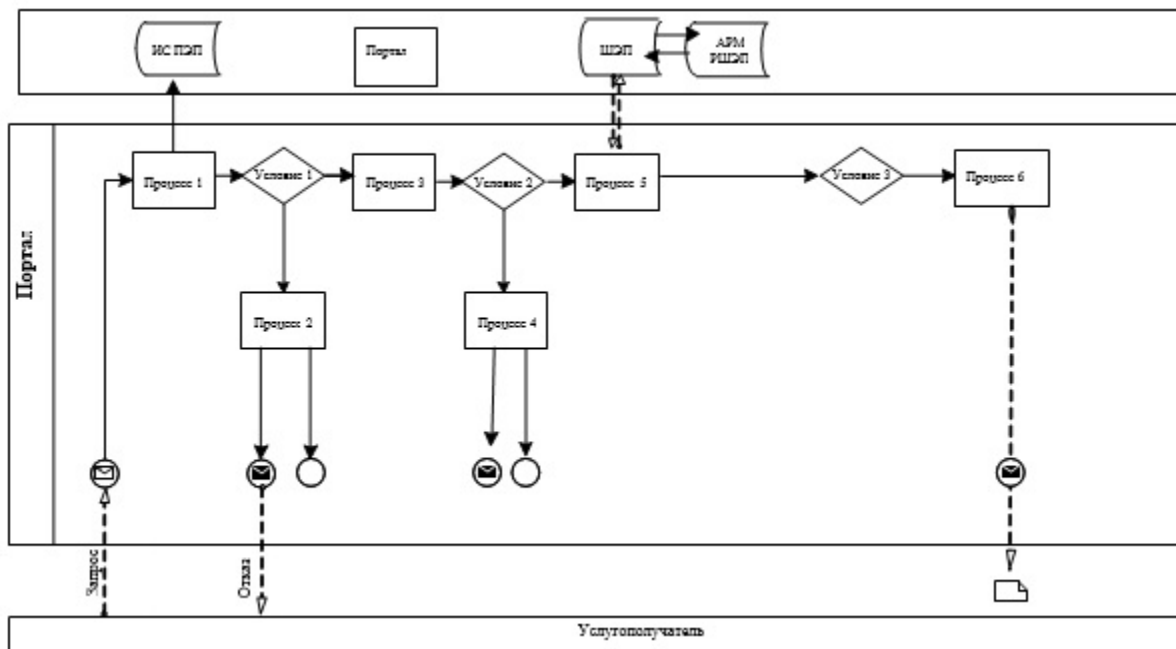 ИС ПЭП
Портал
ШЭП
АРМ
РШЭП
Портал
Процесс 1
Условие 1
Процесс 3
Условие 2
Процесс 5
Условие 3
Процесс 6
Процесс 2
Процесс 4
Запрос
Отказ
Услугополучатель